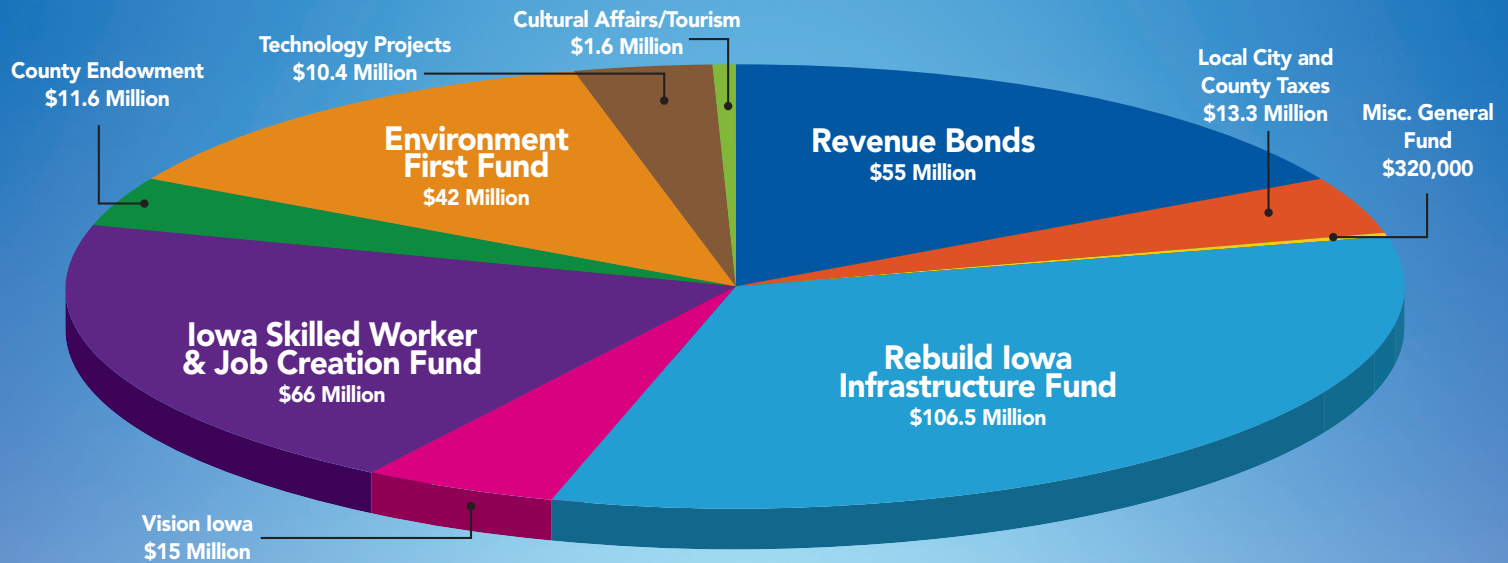 Cultural Affairs/Tourism
$1.6 Million
Technology Projects
$10.4 Million
County Endowment
$11.6 Million
Local City and
County Taxes
$13.3 Million
Misc. General
Fund
$320,000
Environment
First Fund
$42 Million
Revenue Bonds
$55 Million
Iowa Skilled Worker
& Job Creation Fund
$66 Million
Rebuild Iowa
Infrastructure Fund
$106.5 Million
Vision Iowa
$15 Million